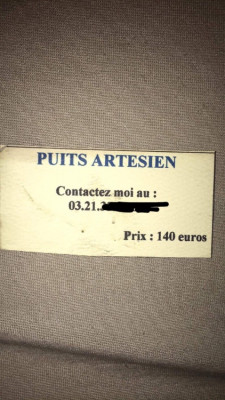 PUITS ARTESIEN
Contactez moi au :
03.21.
Prix : 140 euros